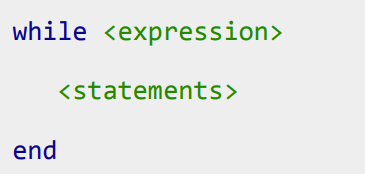 while <expression>
<statements>
end